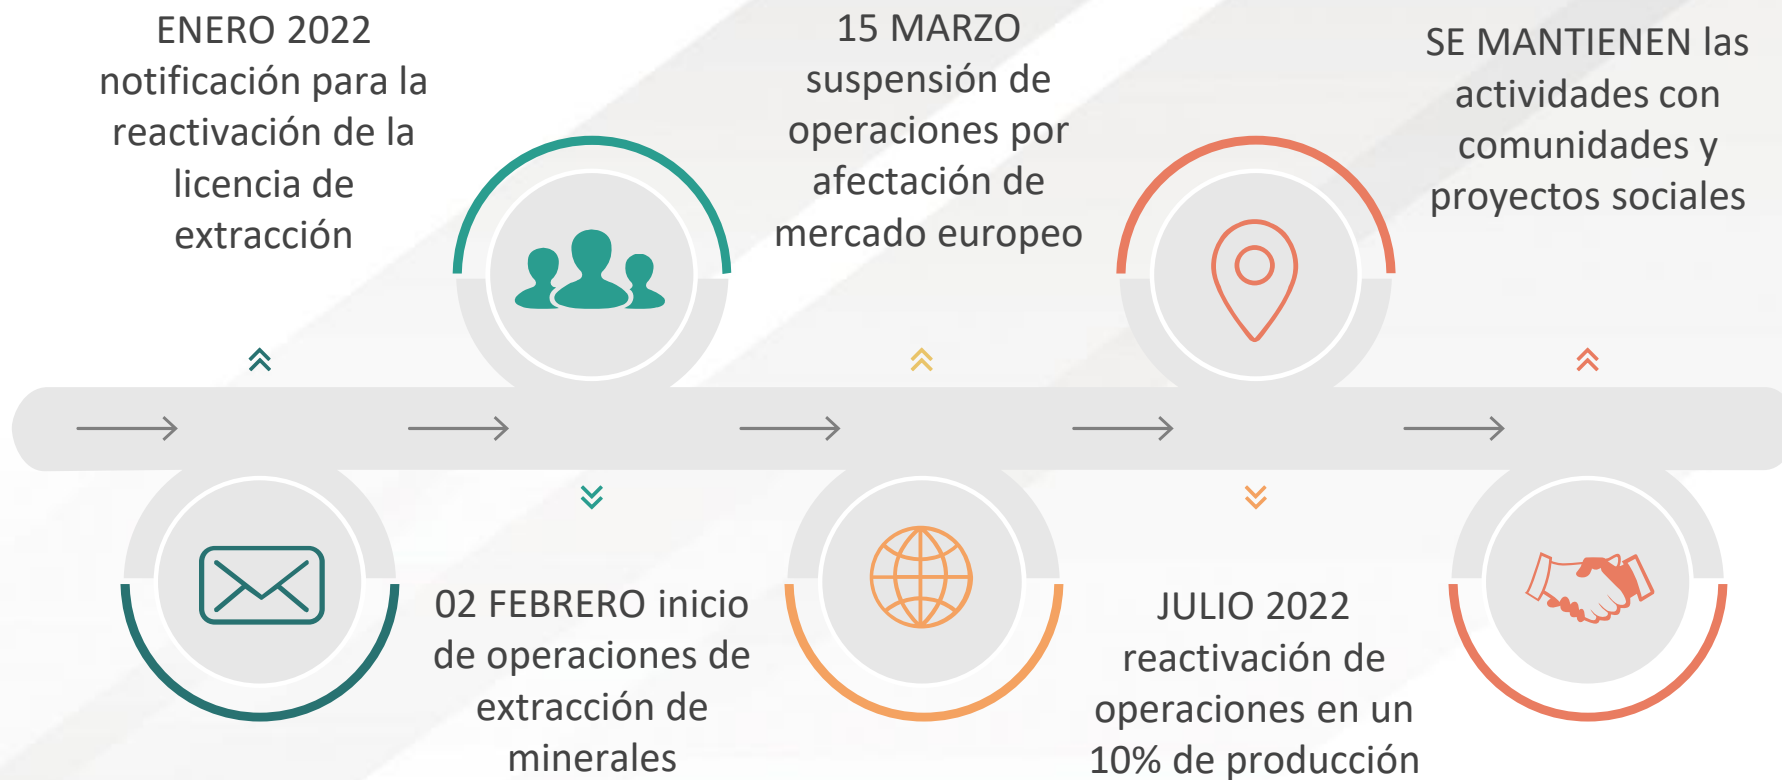 ENERO 2022
notificación para la
reactivación de la
licencia de
extracción
02 FEBRERO inicio
de operaciones de
extracción de
minerales
15 MARZO
suspensión de
operaciones por
afectación de
mercado europeo
JULIO 2022
reactivación de
operaciones en un
10% de producción
SE MANTIENEN las
actividades con
comunidades y
proyectos sociales